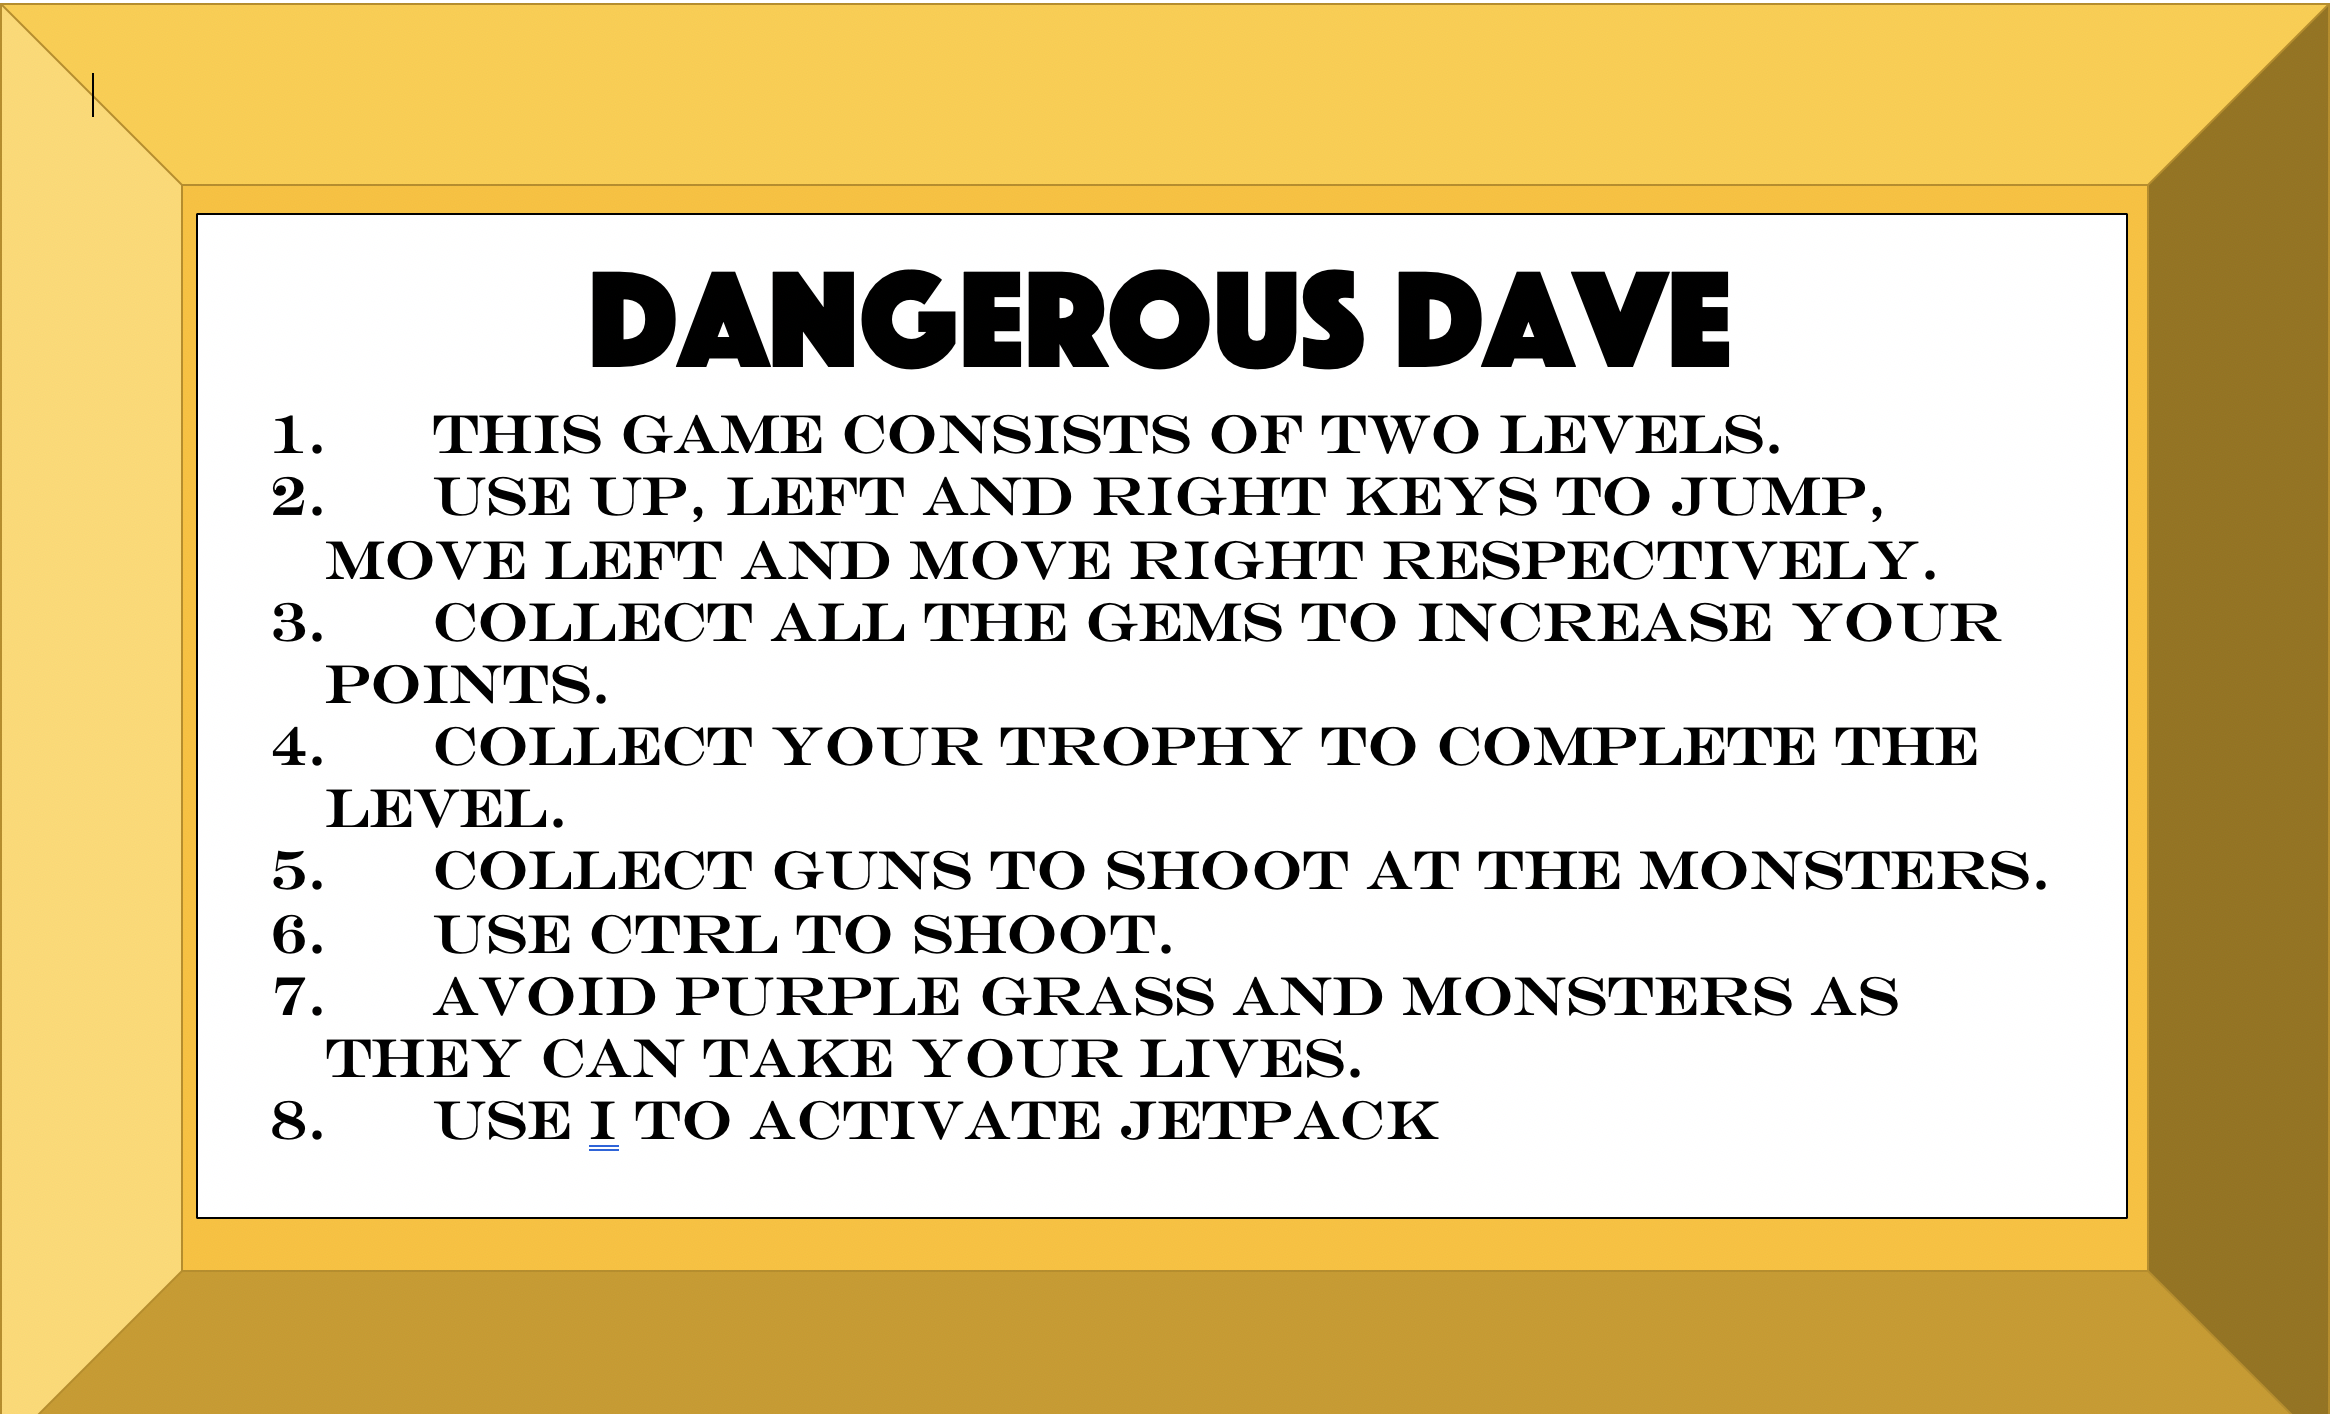 DANGEROUS DAVE
1. THIS GAME CONSISTS OF TWO LEVELS.
2. USE UP, LEFT AND RIGHT KEYS TO JUMP,
MOVE LEFT AND MOVE RIGHT RESPECTIVELY.
3. COLLECT ALL THE GEMS TO INCREASE YOUR
POINTS.
4. COLLECT YOUR TROPHY TO COMPLETE THE
LEVEL.
5. COLLECT GUNS TO SHOOT AT THE MONSTERS.
6. USE CTRL TO SHOOT.
7. AVOID PURPLE GRASS AND MONSTERS AS
THEY CAN TAKE YOUR LIVES.
8. USE I TO ACTIVATE JETPACK